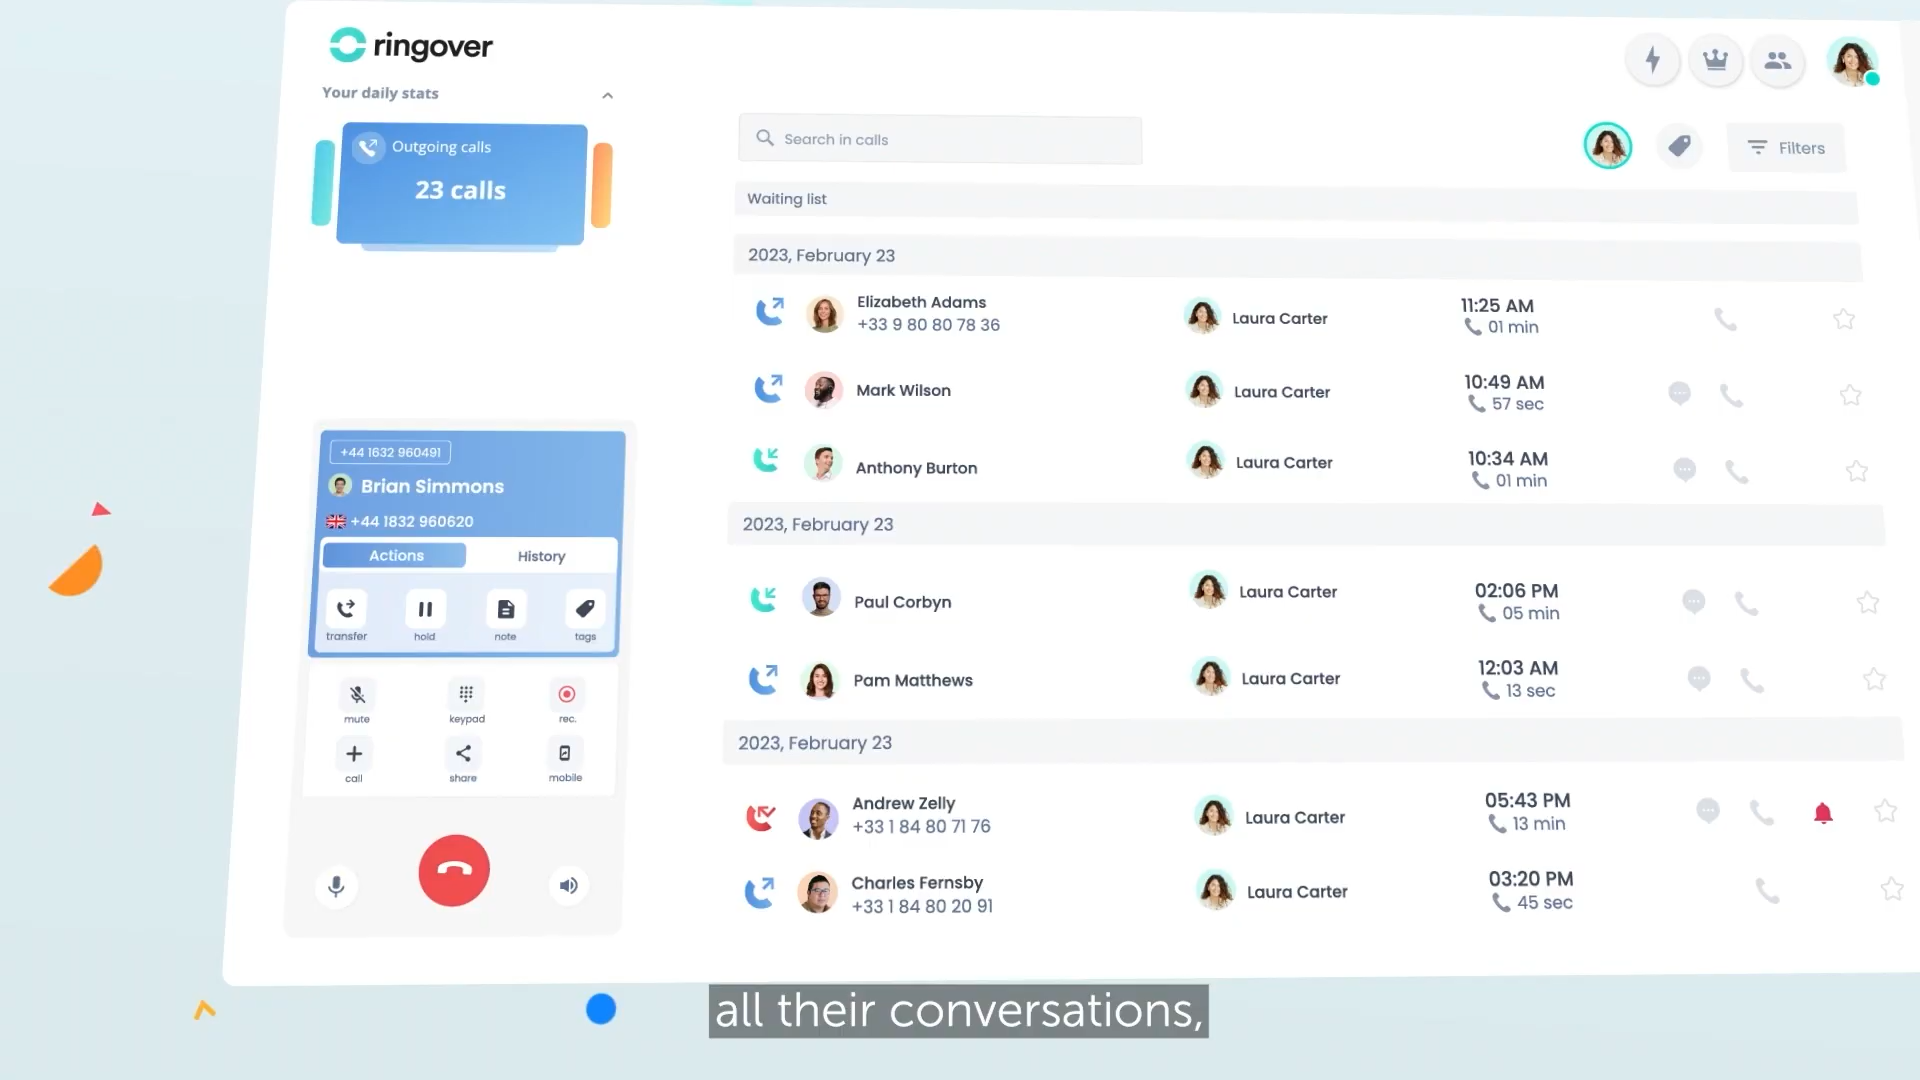 ringover
Your daily stats
Outgoing calls
23 calls
+44 1632 960491
Brian Simmons
+44 1832 960620
Actions
History
transfer
hold
note
tags
mute
keypad
rec.
call
share
mobile
Search in calls
Filters
Waiting list
2023, February 23
Elizabeth Adams
+33 9 80 80 78 36
Laura Carter
11:25 AM
01 min
Mark Wilson
Laura Carter
10:49 AM
57 sec
Anthony Burton
Laura Carter
10:34 AM
01 min
2023, February 23
Paul Corbyn
Laura Carter
02:06 PM
05 min
Pam Matthews
Laura Carter
12:03 AM
13 sec
2023, February 23
Andrew Zelly
+33 1 84 80 71 76
Laura Carter
05:43 PM
13 min
Charles Fernsby
+33 1 84 80 20 91
Laura Carter
03:20 PM
45 sec
all their conversations,